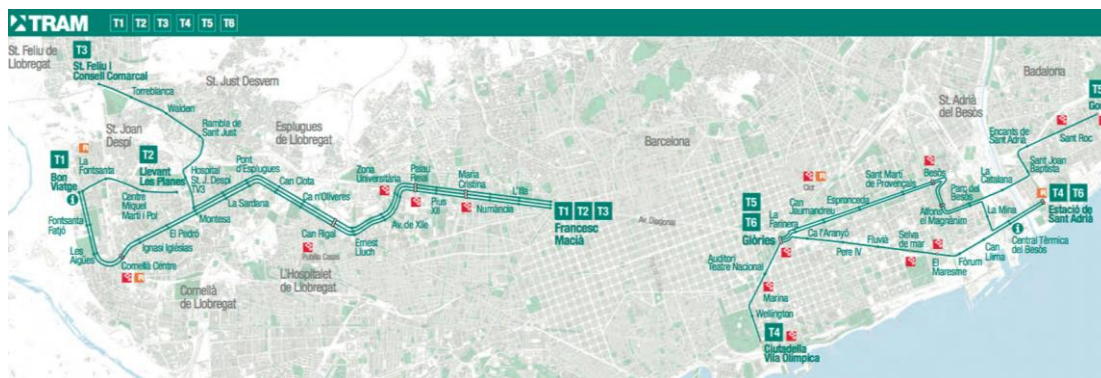 TRAM T1 T2 T3 T4 T5 T6
St. Feliu de
Llobregat
T3
St. Feliu I
Consell Comarcal
Torreblanca
Walden
Rambla de
Sant Just
St. Just Desvern
St. Joan
Despí
Esplugues
de Llobregat
T1
Bon
Viatge
La
Fontsanta
T2
Llevant
Les Planes
Centre
Miquel
Martí i Pol
Hospital
St. J. Despí
TV3
Pont
d'Esplugues
La Sardana
Montesa
El Pedró
Ignasi Iglésias
Cornellà Centre
Les
Aigües
Fontsanta
Fatjó
Cornellà
de Llobregat
Can Clota
Ca n'Oliveres
Can Rigal
L'Hospitalet
de Llobregat
Ernest
Lluch
Av. de Xile
Zona
Universitària
Palau
Reial
Pius
XII
Maria
Cristina
Numància
L'Illa
T1 T2 T3
Francesc
Macià
Barcelona
Av. Diagonal
Clot
T5
T6
Glòries
La
Farinera
Can
Jaumandreu
Espronceda
Sant Martí
de Provençals
Besòs
Alfons
el Magnànim
Parc del
Besòs
La
Catalana
La Mina
St. Adrià
del Besòs
Encants de
Sant Adrià
Sant Joan
Baptista
Sant Roc
Badalona
T5
Gor
T4 T6
Estació de
Sant Adrià
Central Tèrmica
del Besòs
Can
Llima
Fòrum
El
Maresme
Selva
de mar
Fluvià
Pere IV
Ca l'Aranyó
Auditori
Teatre Nacional
Marina
Wellington
T4
Ciutadella
Vila Olímpica